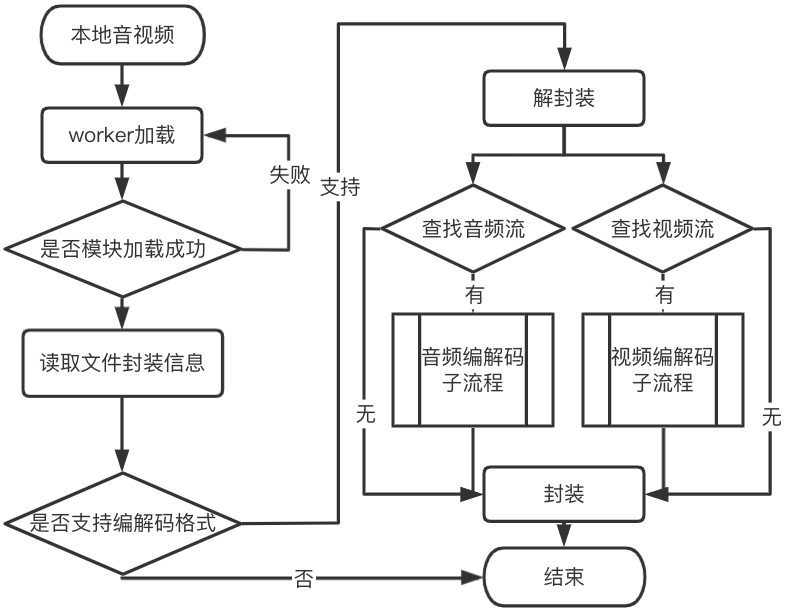 本地音视频
worker加载
失败
是否模块加载成功
读取文件封装信息
是否支持编解码格式
支持
否
解封装
查找音频流
查找视频流
有
有
音频编解码
子流程
视频编解码
子流程
无
无
封装
结束